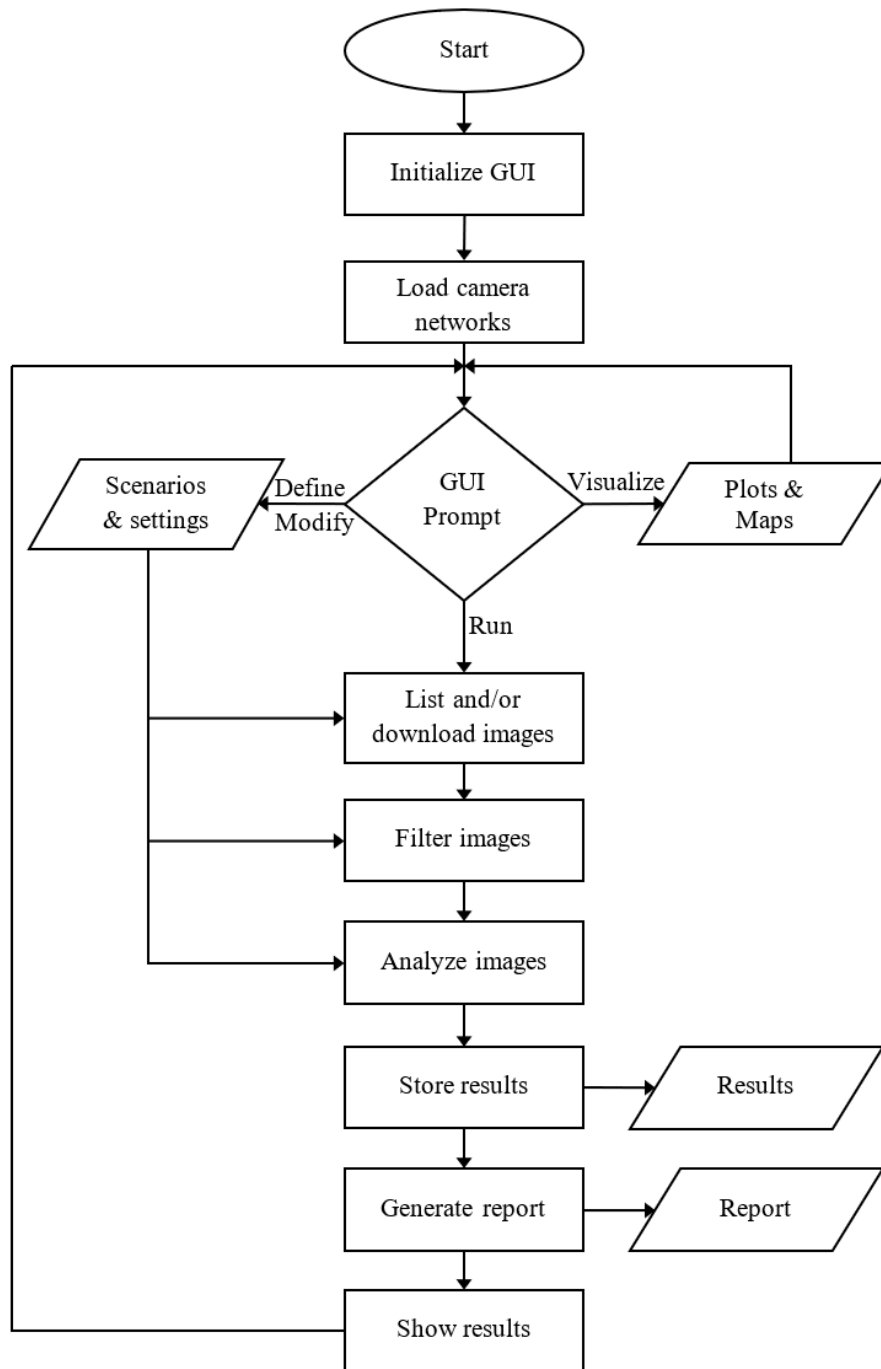 Start
Initialize GUI
Load camera
networks
Scenarios
& settings
Define
Modify
GUI
Prompt
Visualize
Plots &
Maps
Run
List and/or
download images
Filter images
Analyze images
Store results
Results
Generate report
Report
Show results